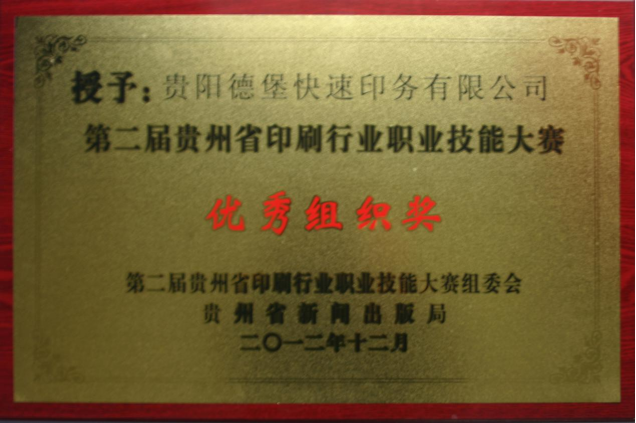 授予：贵阳德堡快速印务有限公司
第二届贵州省印刷行业职业技能大赛
优秀组织奖
第二届贵州省印刷行业职业技能大赛组委会
贵州省新闻出版局
二〇一二年十二月